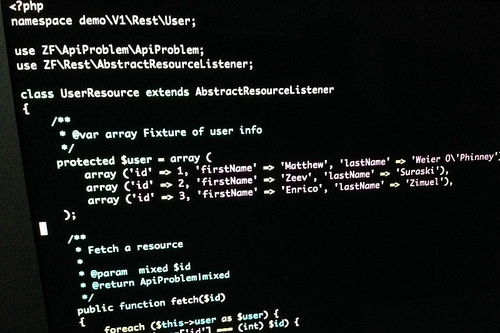 <?php
namespace demo\V1\Rest\User;
use ZF\ApiProblem\ApiProblem;
use ZF\Rest\AbstractResourceListener;
class UserResource extends AbstractResourceListener
{
/**
* @var array Fixture of user info
*/
protected $user = array (
array ('id' => 1, 'firstName' => 'Matthew', 'lastName' => 'Weier O\'Phinney')
array ('id' => 2, 'firstName' => 'Zeev', 'lastName' => 'Suraski'),
array ('id' => 3, 'firstName' => 'Enrico', 'lastName' => 'Zimuel'),
);
/**
* Fetch a resource
*
* @param mixed $id
* @return ApiProblem|mixed
*/
public function fetch($id)
{
foreach ($this->user as $user) {
=== (int) $id) {